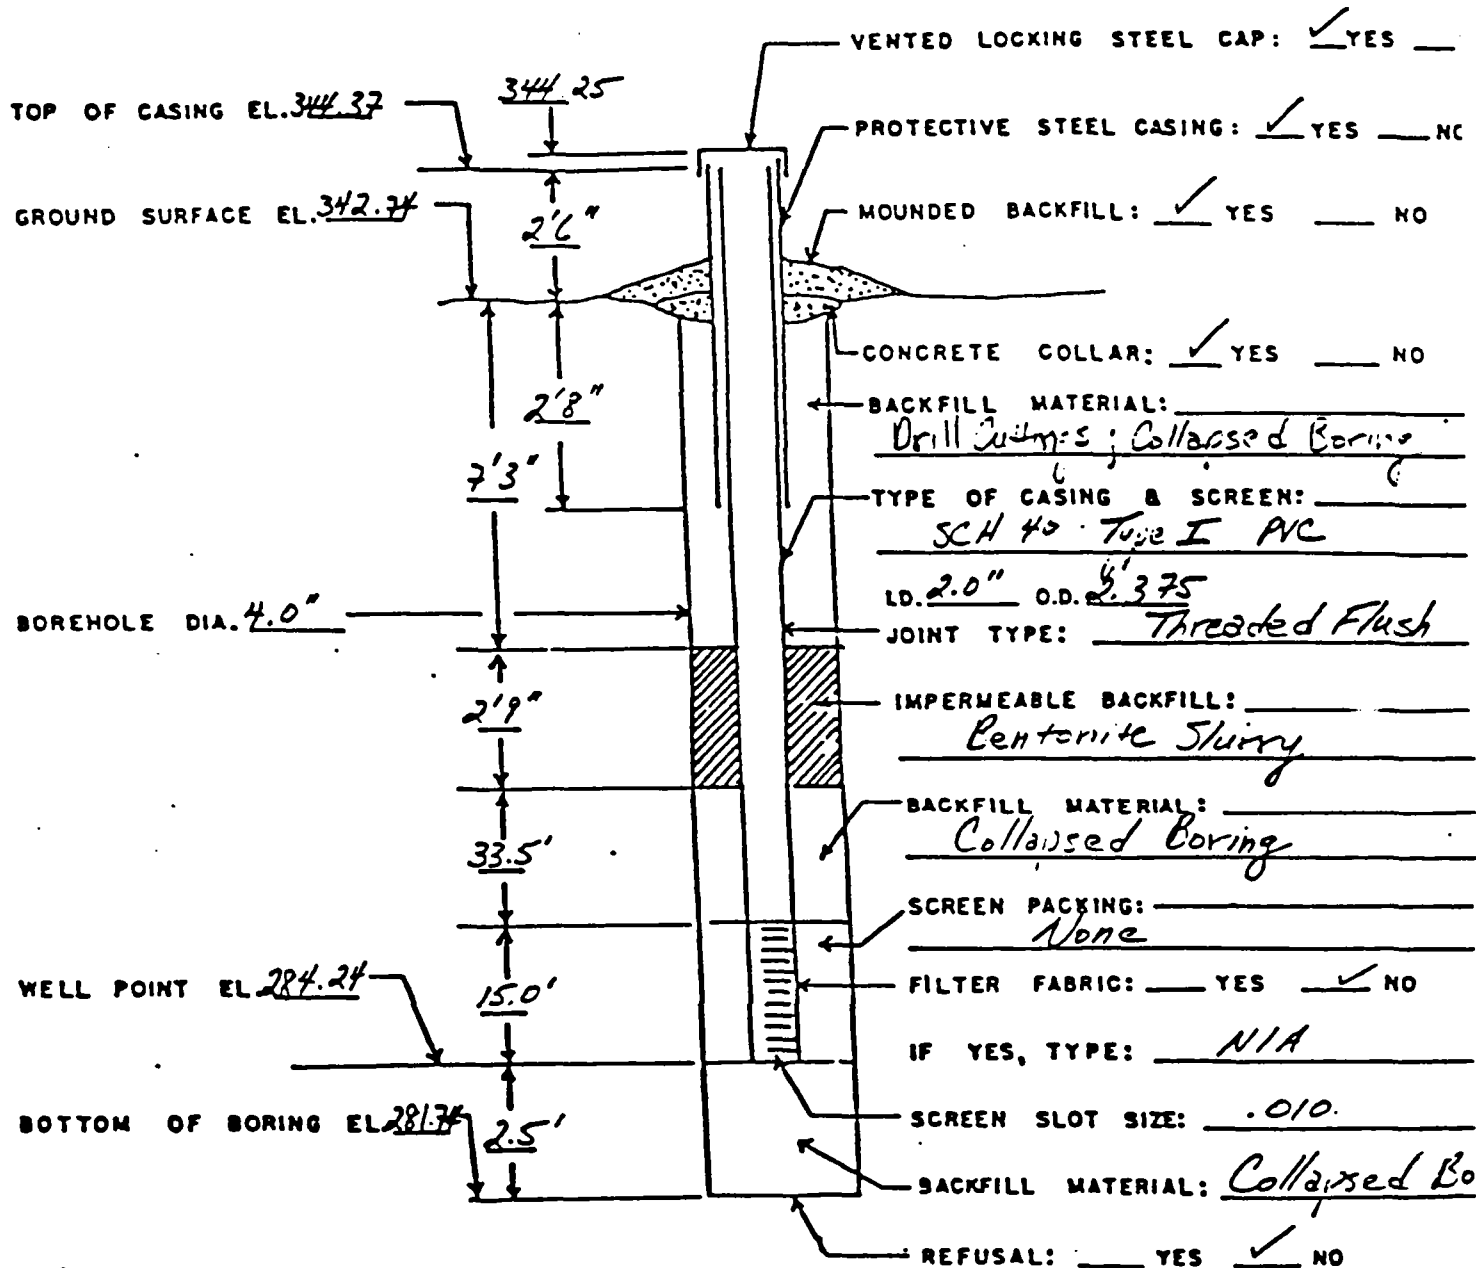 VENTED LOCKING STEEL CAP: ✓ YES
TOP OF CASING EL. 344.37
344.25
PROTECTIVE STEEL CASING: ✓ YES NO
GROUND SURFACE EL. 342.74
2'6"
MOUNDED BACKFILL: ✓ YES NO
CONCRETE COLLAR: ✓ YES NO
2'8"
BACKFILL MATERIAL:
Drill Cuttings; Collapsed Boring
7'3"
TYPE OF CASING & SCREEN:
SCH 40 Type I PVC
I.D. 2.0" O.D. 2.375"
BOREHOLE DIA. 4.0"
JOINT TYPE: Threaded Flush
2'9"
IMPERMEABLE BACKFILL:
Bentonite Slurry
BACKFILL MATERIAL:
Collapsed Boring
33.5'
SCREEN PACKING:
None
WELL POINT EL. 284.24
15.0'
FILTER FABRIC: YES ✓ NO
IF YES, TYPE: N/A
BOTTOM OF BORING EL. 281.74
2.5'
SCREEN SLOT SIZE: .010.
BACKFILL MATERIAL: Collapsed Bo
REFUSAL: YES ✓ NO